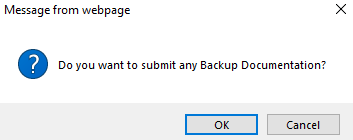 Message from webpage
Do you want to submit any Backup Documentation?
OK
Cancel